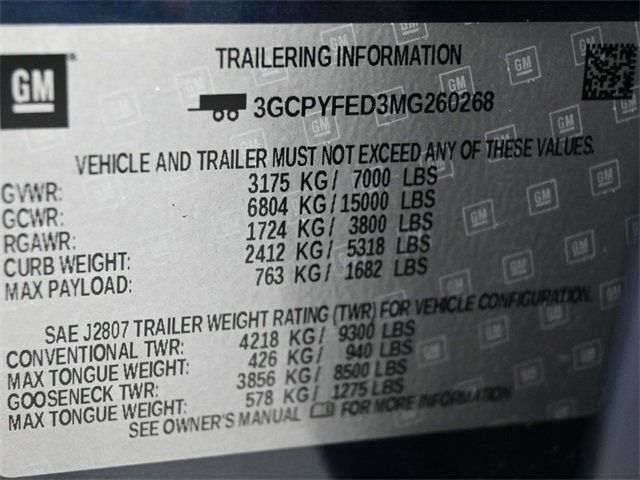 GM
TRAILERING INFORMATION
3GCPYFED3MG260268
VEHICLE AND TRAILER MUST NOT EXCEED ANY OF THESE VALUES.
GVWR: 3175 KG/ 7000 LBS
GCWR: 6804 KG/15000 LBS
RGAWR: 1724 KG/ 3800 LBS
CURB WEIGHT: 2412 KG/ 5318 LBS
MAX PAYLOAD: 763 KG/ 1682 LBS
SAE J2807 TRAILER WEIGHT RATING (TWR) FOR VEHICLE CONFIGURATION.
CONVENTIONAL TWR: 4218 KG/ 9300 LBS
MAX TONGUE WEIGHT: 426 KG/ 940 LBS
GOOSENECK TWR: 3856 KG/ 8500 LBS
MAX TONGUE WEIGHT: 578 KG/ 1275 LBS
SEE OWNER'S MANUAL FOR MORE INFORMATION